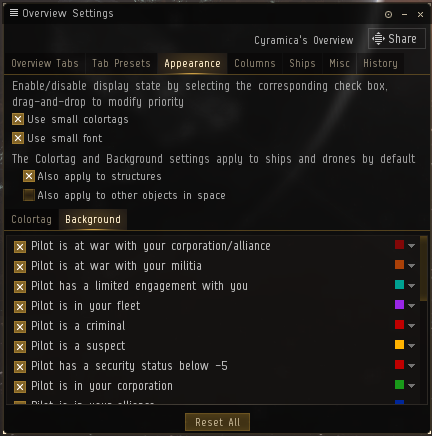 Overview Settings
Cyramica's Overview
Share
Overview Tabs Tab Presets Appearance Columns Ships Misc History
Enable/disable display state by selecting the corresponding check box,
drag-and-drop to modify priority
Use small colortags
Use small font
The Colortag and Background settings apply to ships and drones by default
Also apply to structures
Also apply to other objects in space
Colortag Background
Pilot is at war with your corporation/alliance
Pilot is at war with your militia
Pilot has a limited engagement with you
Pilot is in your fleet
Pilot is a criminal
Pilot is a suspect
Pilot has a security status below -5
Pilot is in your corporation
Pilot is in your alliance
Reset All